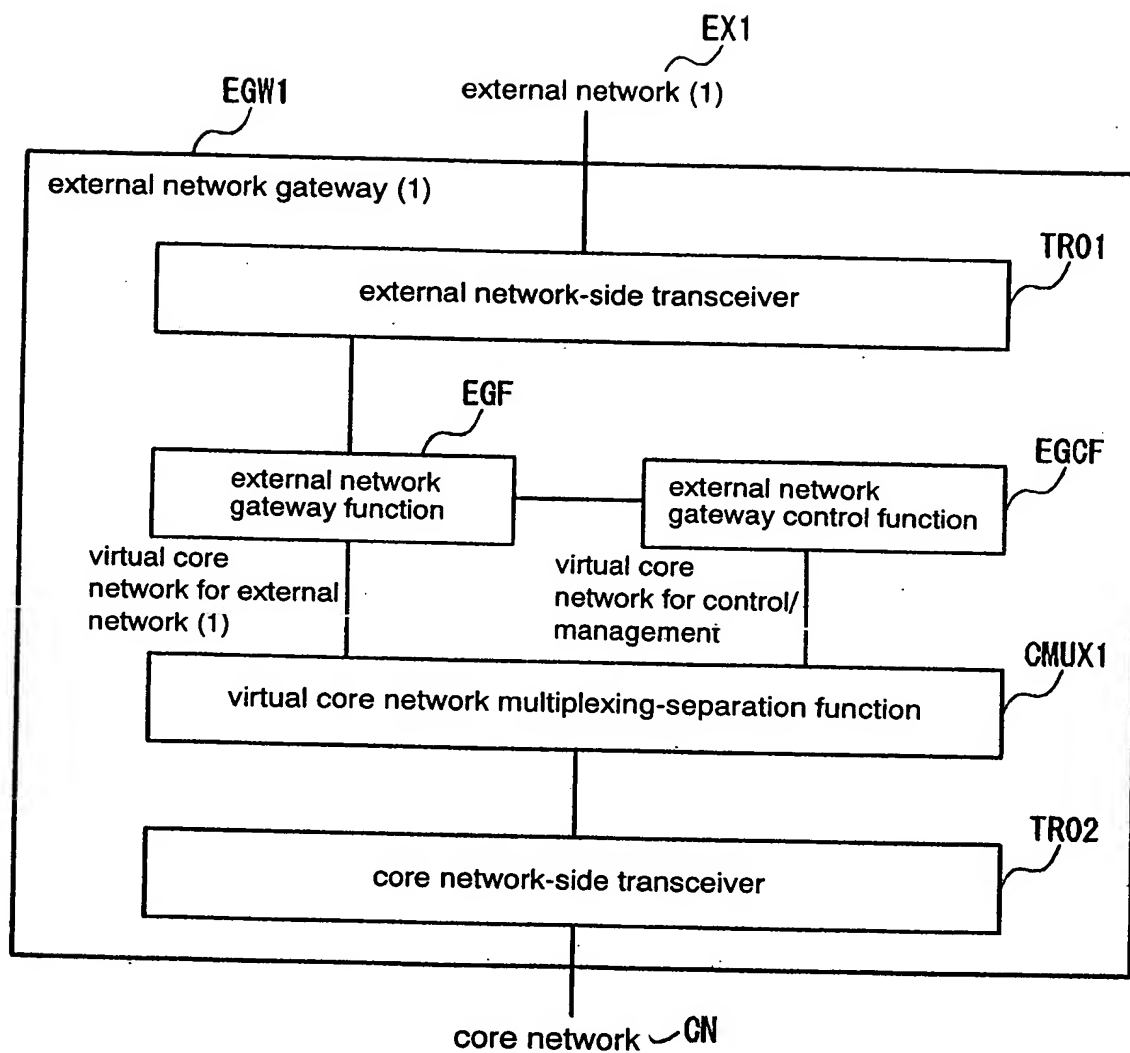 EX1
external network (1)
EGW1
external network gateway (1)
TR01
external network-side transceiver
EGF
external network
gateway function
EGCF
external network
gateway control function
virtual core
network for external
network (1)
virtual core
network for control/
management
CMUX1
virtual core network multiplexing-separation function
TR02
core network-side transceiver
core network
CN